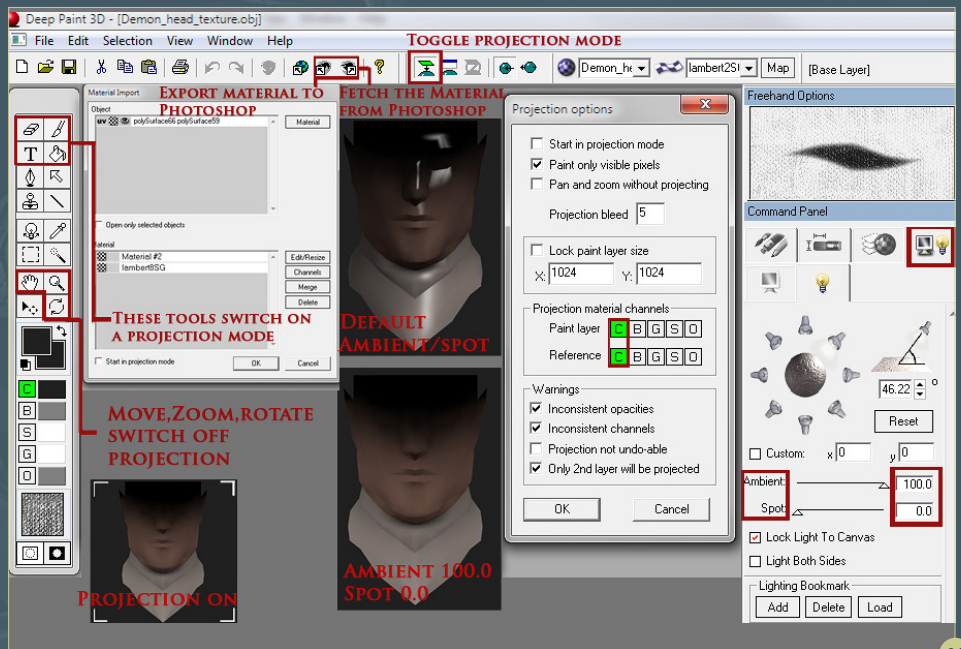 Deep Paint 3D - [Demon_head_texture.obj]
File Edit Selection View Window Help
TOGGLE PROJECTION MODE
Demon_he
lambert2S
Map
[Base Layer]
Material Import
EXPORT MATERIAL TO
PHOTOSHOP
FETCH THE MATERIAL
FROM PHOTOSHOP
Object
uv polySurface66 polySurface59
Material
Open only selected objects
Material #2
lambert8SG
Edit/Resize
Channels
Merge
Delete
THESE TOOLS SWITCH ON
A PROJECTION MODE
Start in projection mode
OK
Cancel
T
C
B
S
G
O
MOVE,ZOOM,ROTATE
SWITCH OFF
PROJECTION
PROJECTION ON
DEFAULT
AMBIENT/SPOT
AMBIENT 100.0
SPOT 0.0
Projection options
Start in projection mode
Paint only visible pixels
Pan and zoom without projecting
Projection bleed 5
Lock paint layer size
X: 1024 Y: 1024
Projection material channels
Paint layer C B G S O
Reference C B G S O
Warnings
Inconsistent opacities
Inconsistent channels
Projection not undo-able
Only 2nd layer will be projected
OK Cancel
Freehand Options
Command Panel
46.22 °
Reset
Custom: x 0 y 0
Ambient: 100.0
Spot: 0.0
Lock Light To Canvas
Light Both Sides
Lighting Bookmark
Add Delete Load